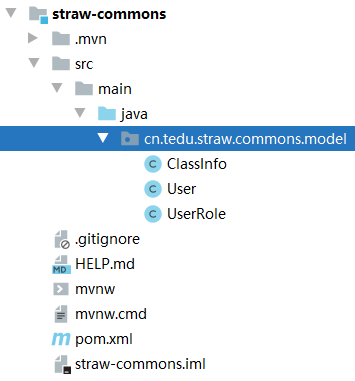 straw-commons
.mvn
src
main
java
cn.tedu.straw.commons.model
ClassInfo
User
UserRole
.gitignore
HELP.md
mvnw
mvnw.cmd
pom.xml
straw-commons.iml